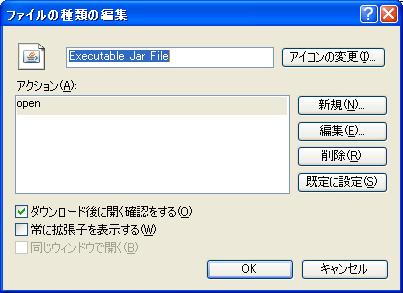 ファイルの種類の編集
Executable Jar File
アイコンの変更(I)...
アクション(A):
open
新規(N)...
編集(E)...
削除(R)
既定に設定(S)
ダウンロード後に開く確認をする(O)
常に拡張子を表示する(W)
同じウィンドウで開く(B)
OK
キャンセル